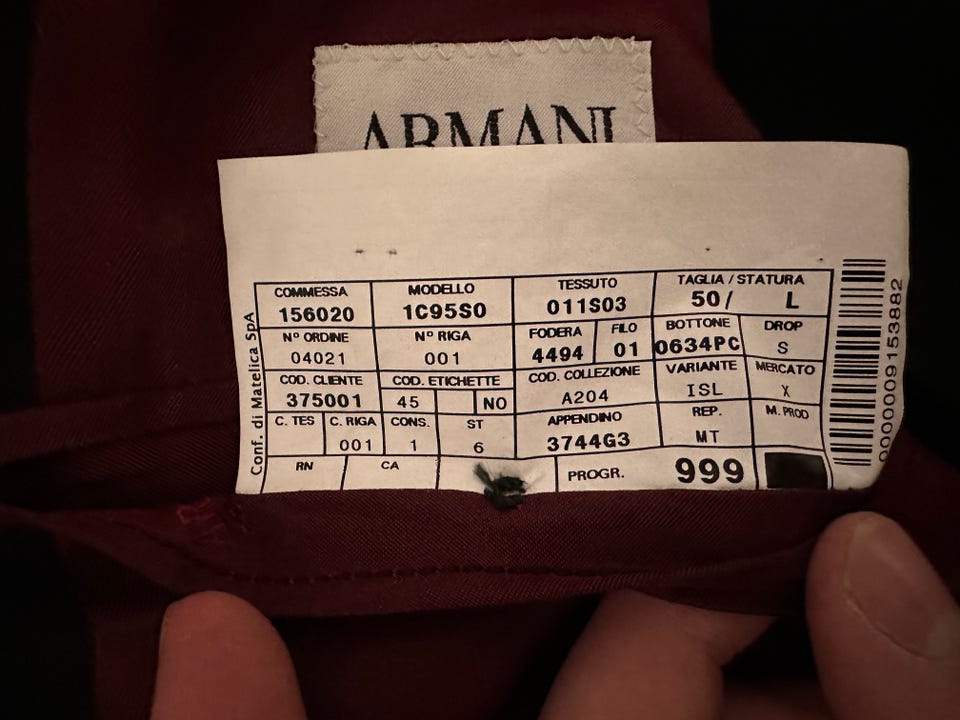 ARMANI
COMMESSA MODELLO TESSUTO TAGLIA / STATURA
156020 1C95S0 011S03 50/ L
Nº ORDINE Nº RIGA FODERA FILO BOTTONE DROP
04021 001 4494 01 0634PC S
COD. CLIENTE COD. ETICHETTE COD. COLLEZIONE VARIANTE MERCATO
375001 45 NO A204 ISL X
C. TES C. RIGA CONS. ST APPENDINO REP. M. PROD
001 1 6 3744G3 MT
RN CA PROGR. 999
Conf. di Matelica SpA
0000009153882